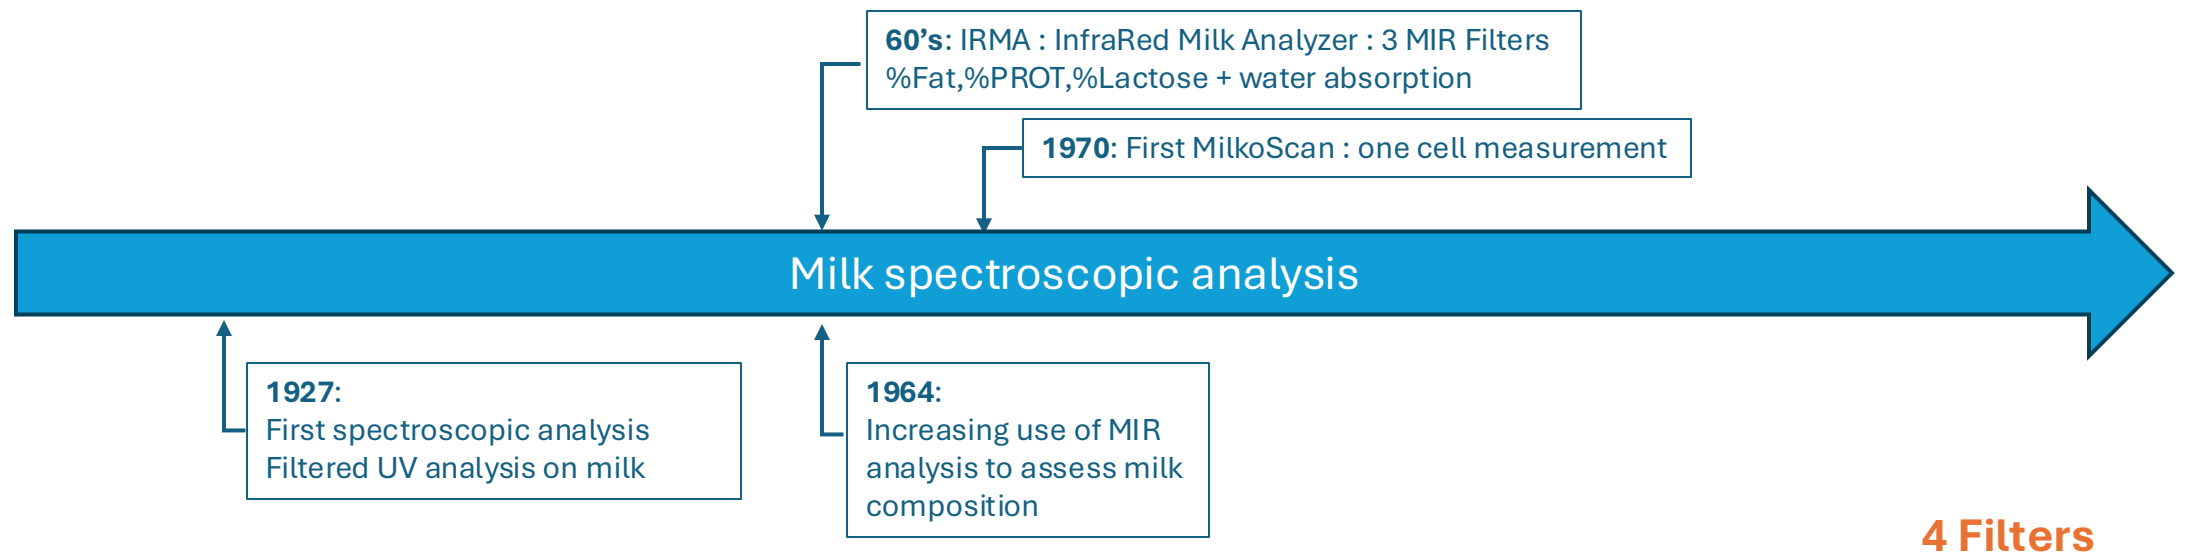 60’s: IRMA : InfraRed Milk Analyzer : 3 MIR Filters
%Fat,%PROT,%Lactose + water absorption
1970: First MilkoScan : one cell measurement
Milk spectroscopic analysis
1927:
First spectroscopic analysis
Filtered UV analysis on milk
1964:
Increasing use of MIR
analysis to assess milk
composition
4 Filters